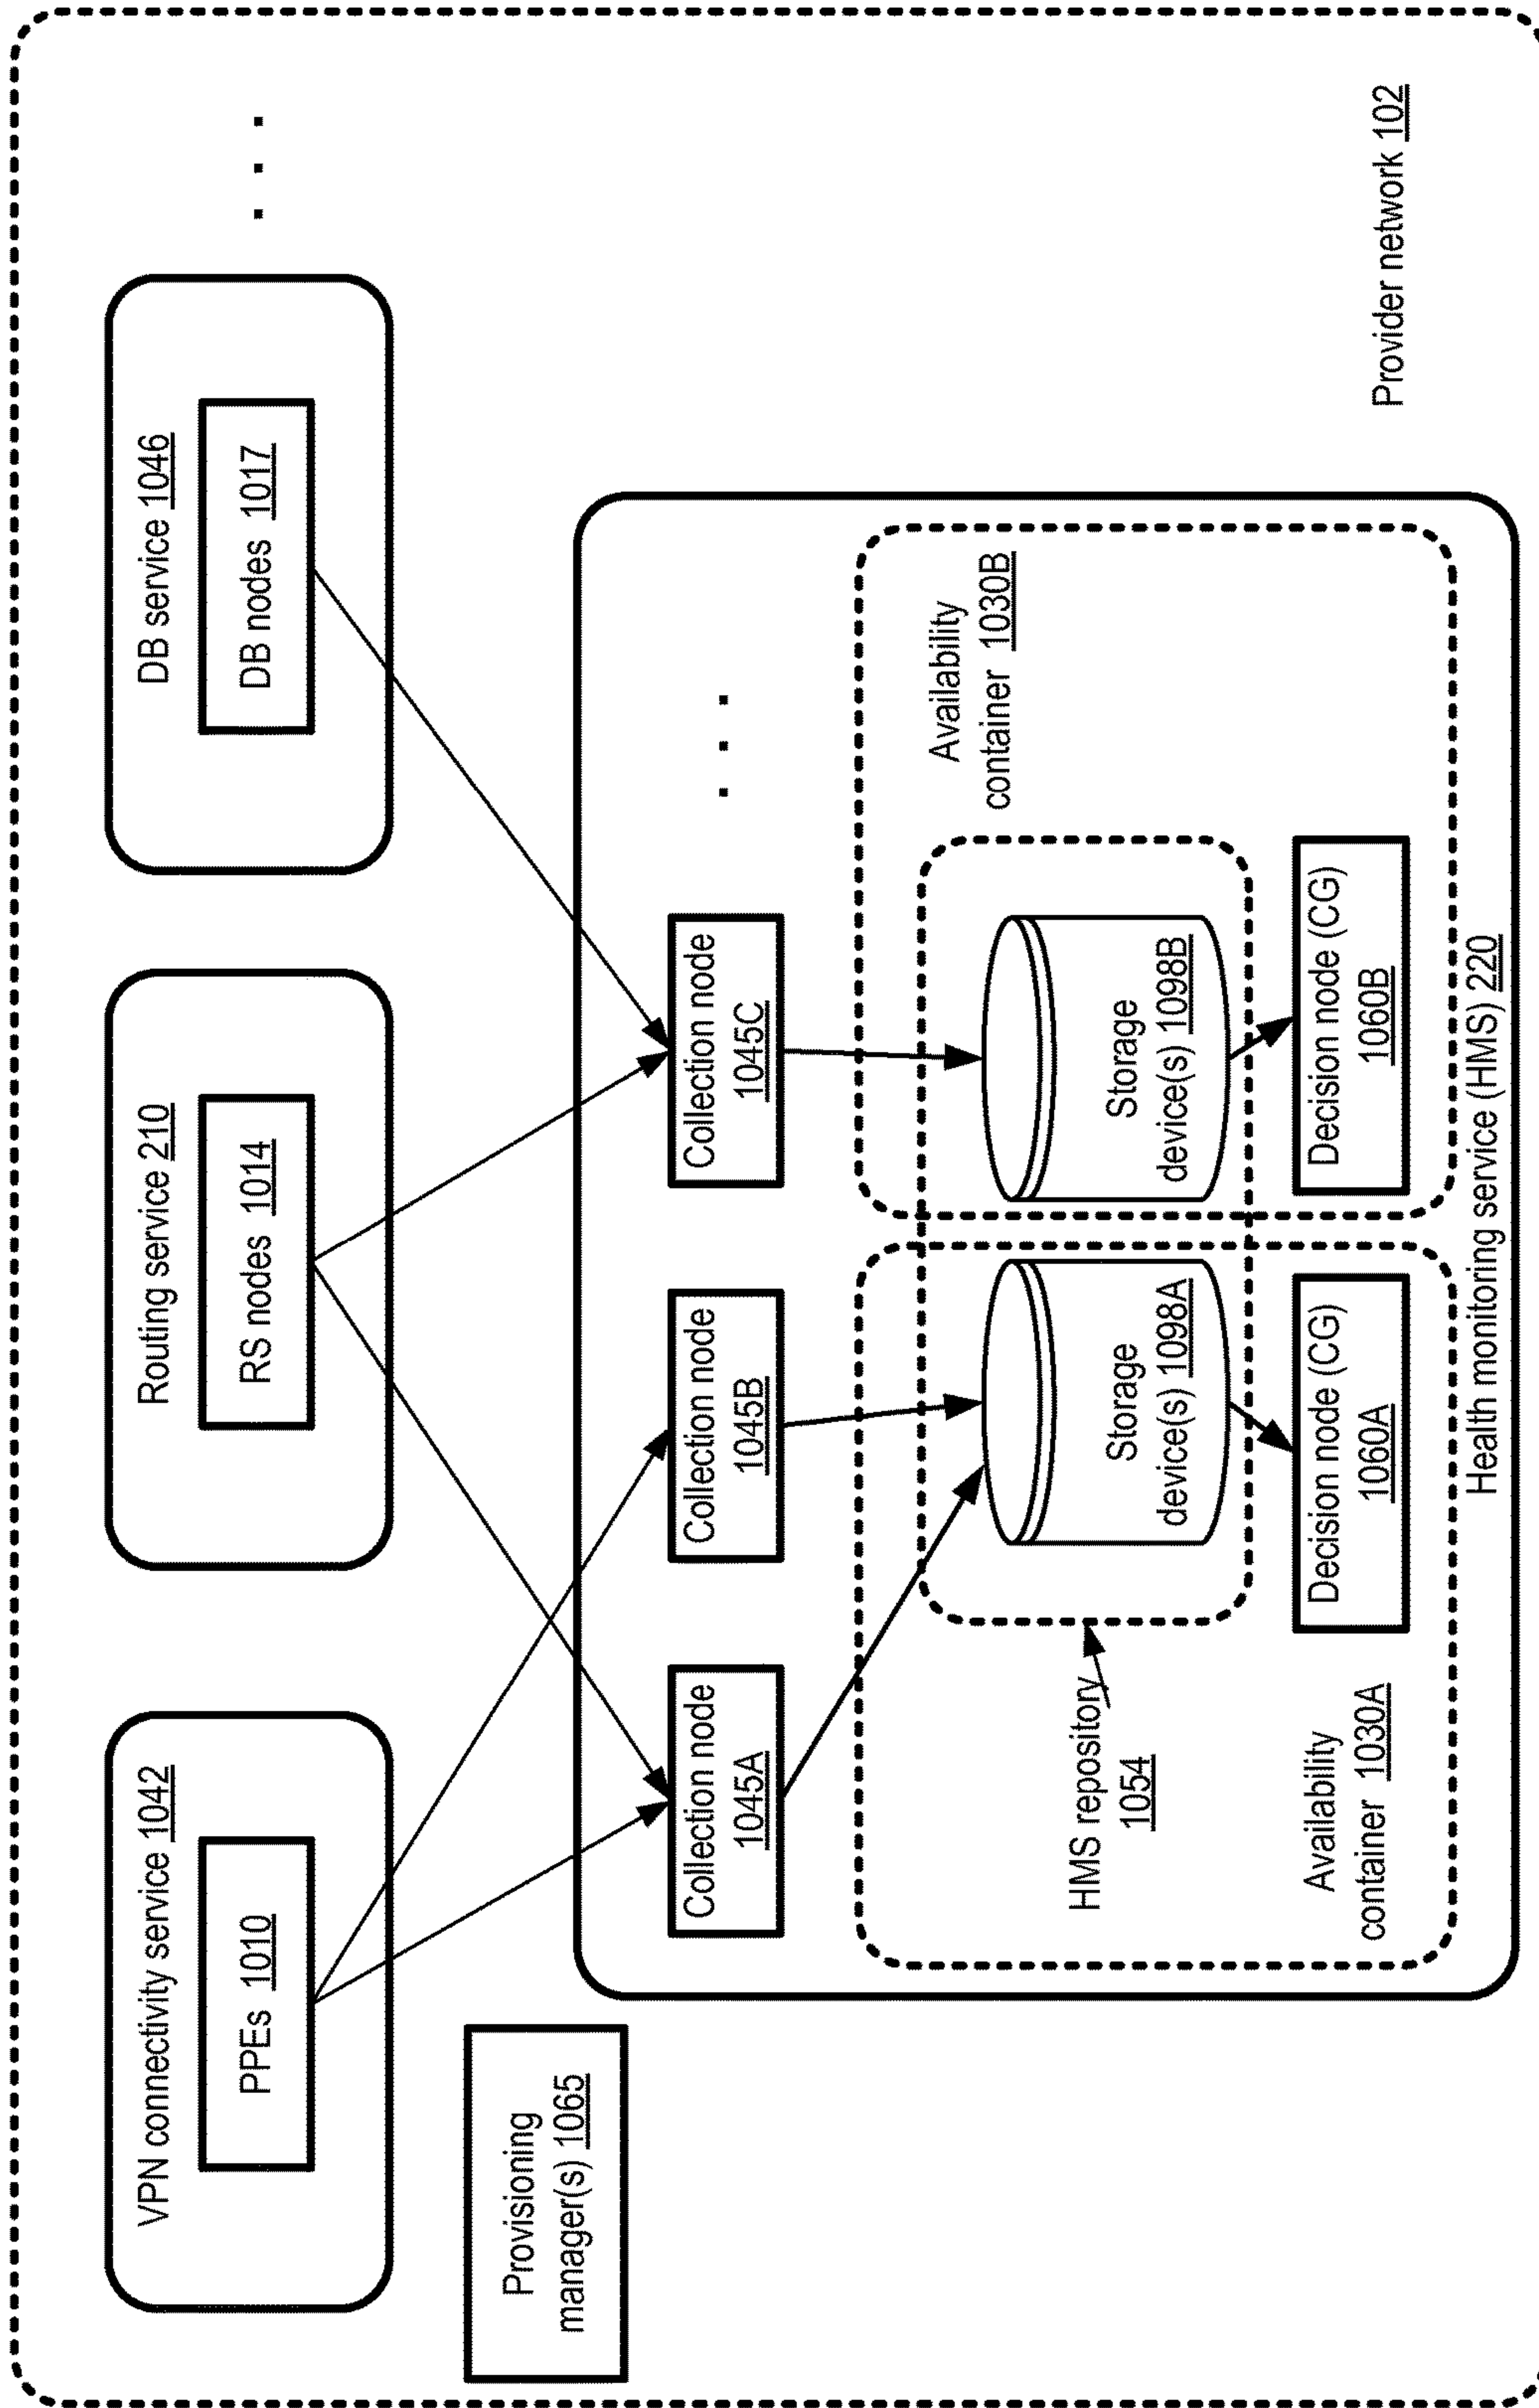 VPN connectivity service 1042
PPEs 1010
Routing service 210
RS nodes 1014
DB service 1046
DB nodes 1017
. . .
Provisioning
manager(s) 1065
Collection node
1045A
Collection node
1045B
Collection node
1045C
. . .
HMS repository
1054
Storage
device(s) 1098A
Storage
device(s) 1098B
Availability
container 1030B
Availability
container 1030A
Decision node (CG)
1060A
Decision node (CG)
1060B
Health monitoring service (HMS) 220
Provider network 102